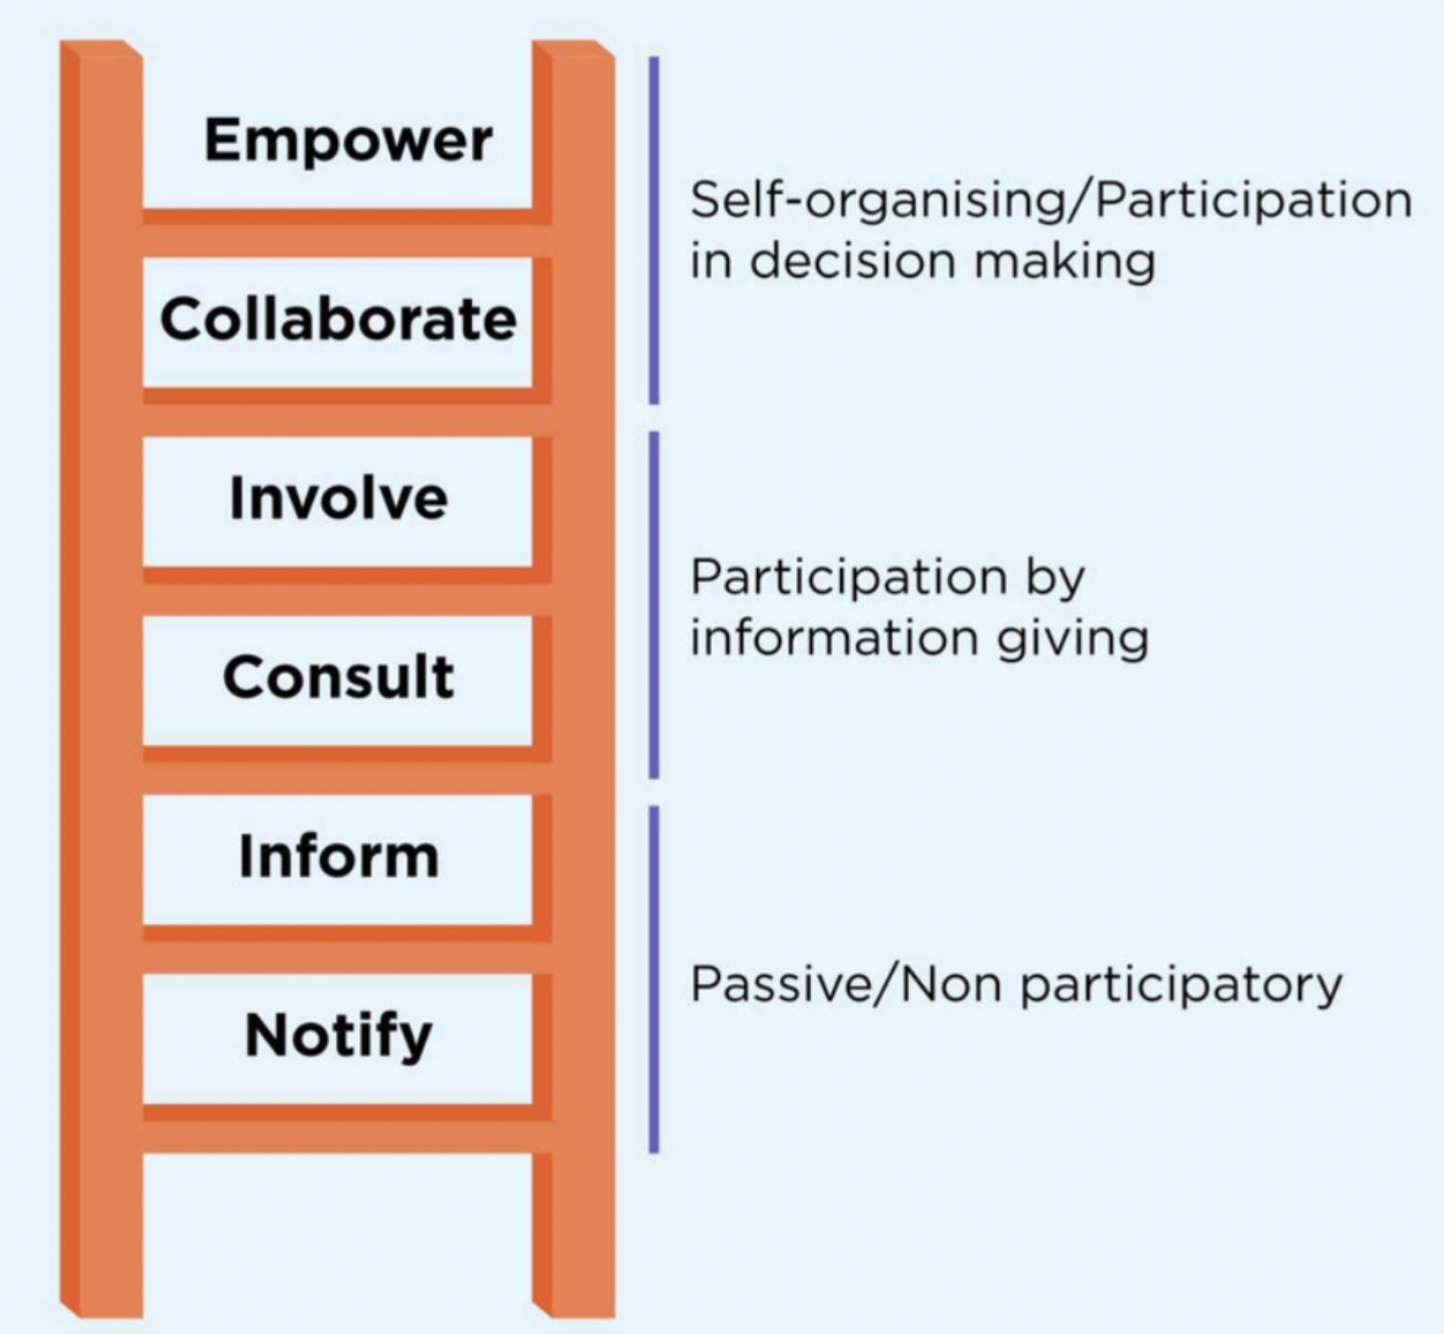 Empower
Collaborate
Self-organising/Participation
in decision making
Involve
Consult
Participation by
information giving
Inform
Notify
Passive/Non participatory